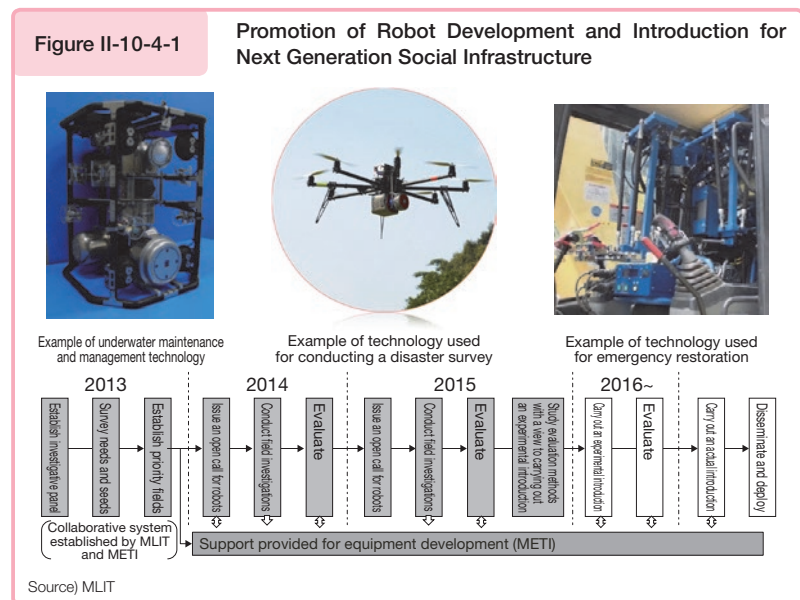 Figure II-10-4-1
Promotion of Robot Development and Introduction for
Next Generation Social Infrastructure
Example of underwater maintenance
and management technology
Example of technology used
for conducting a disaster survey
Example of technology used
for emergency restoration
2013
2014
2015
2016~
Establish investigative panel
Survey needs and seeds
Establish priority fields
Issue an open call for robots
Conduct field investigations
Evaluate
Issue an open call for robots
Conduct field investigations
Evaluate
Study evaluation methods
with a view to carrying out
an experimental introduction
Carry out an experimental introduction
Evaluate
Carry out an actual introduction
Disseminate and deploy
(Collaborative system
established by MLIT
and METI)
Support provided for equipment development (METI)
Source) MLIT